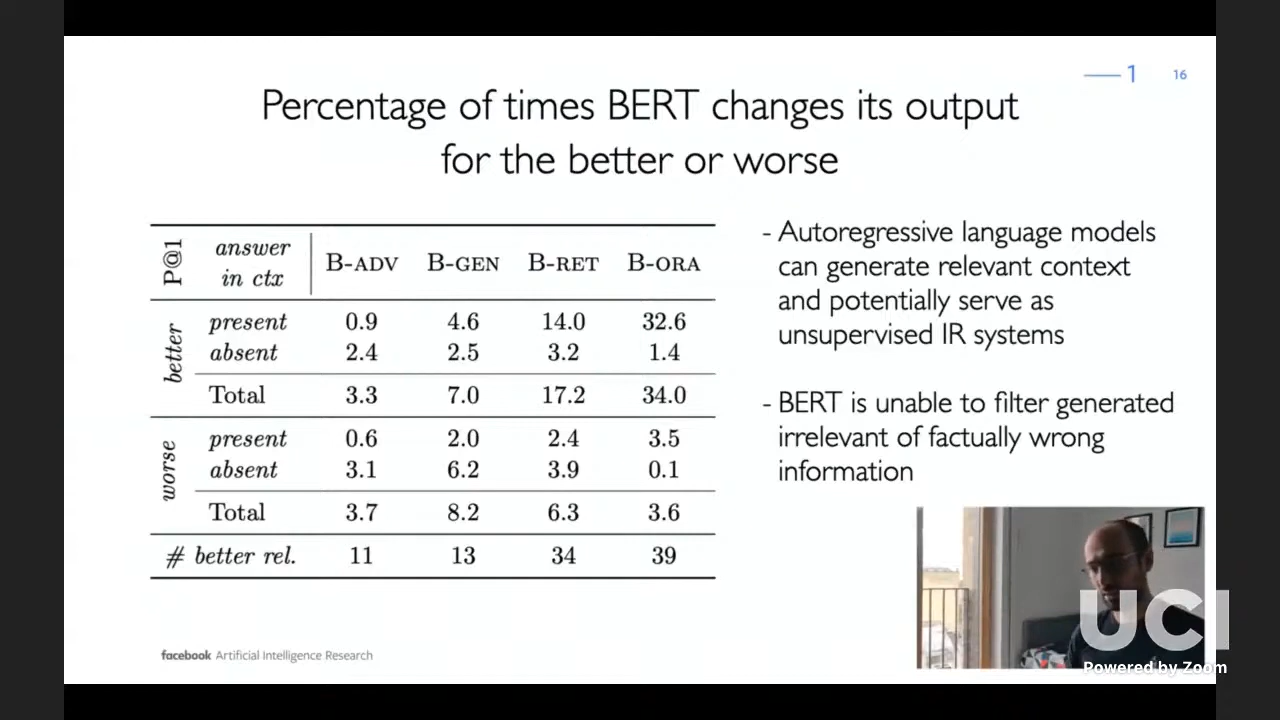 1 16
Percentage of times BERT changes its output
for the better or worse
P@1 answer in ctx B-ADV B-GEN B-RET B-ORA
better
present 0.9 4.6 14.0 32.6
absent 2.4 2.5 3.2 1.4
Total 3.3 7.0 17.2 34.0
worse
present 0.6 2.0 2.4 3.5
absent 3.1 6.2 3.9 0.1
Total 3.7 8.2 6.3 3.6
# better rel. 11 13 34 39
- Autoregressive language models
can generate relevant context
and potentially serve as
unsupervised IR systems
- BERT is unable to filter generated
irrelevant of factually wrong
information
facebook Artificial Intelligence Research
UCI
Powered by Zoom